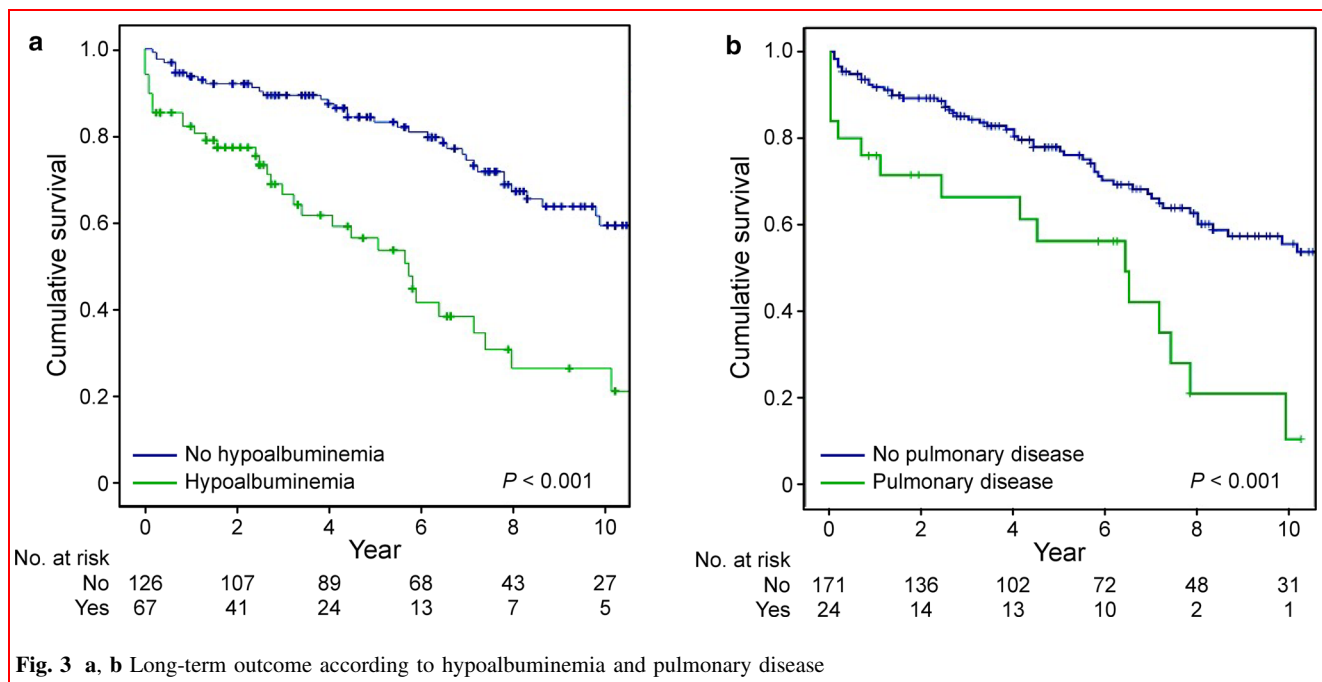 a
1.0
0.8
0.6
0.4
0.2
0
Cumulative survival
No hypoalbuminemia
Hypoalbuminemia
P < 0.001
0 2 4 6 8 10
Year
No. at risk
No 126 107 89 68 43 27
Yes 67 41 24 13 7 5
b
1.0
0.8
0.6
0.4
0.2
0
Cumulative survival
No pulmonary disease
Pulmonary disease
P < 0.001
0 2 4 6 8 10
Year
No. at risk
No 171 136 102 72 48 31
Yes 24 14 13 10 2 1
Fig. 3 a, b Long-term outcome according to hypoalbuminemia and pulmonary disease